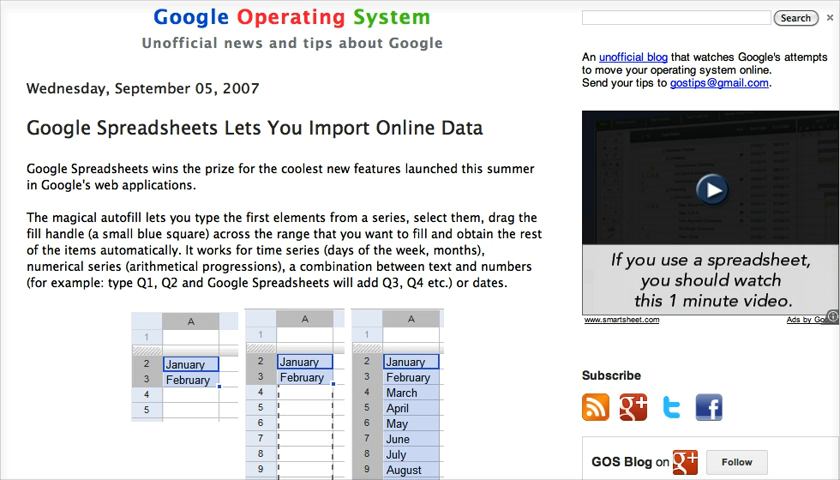 Google Operating System
Unofficial news and tips about Google
Wednesday, September 05, 2007
Google Spreadsheets Lets You Import Online Data
Google Spreadsheets wins the prize for the coolest new features launched this summer
in Google's web applications.
The magical autofill lets you type the first elements from a series, select them, drag the
fill handle (a small blue square) across the range that you want to fill and obtain the rest
of the items automatically. It works for time series (days of the week, months),
numerical series (arithmetical progressions), a combination between text and numbers
(for example: type Q1, Q2 and Google Spreadsheets will add Q3, Q4 etc.) or dates.
A
1
2 January
3 February
4
5
A
1
2 January
3 February
4
5
6
7
8
9
A
1
2 January
3 February
4 March
5 April
6 May
7 June
8 July
9 August
Search
An unofficial blog that watches Google's attempts
to move your operating system online.
Send your tips to gostips@gmail.com.
If you use a spreadsheet,
you should watch
this 1 minute video.
www.smartsheet.com Ads by
Subscribe
GOS Blog on Follow